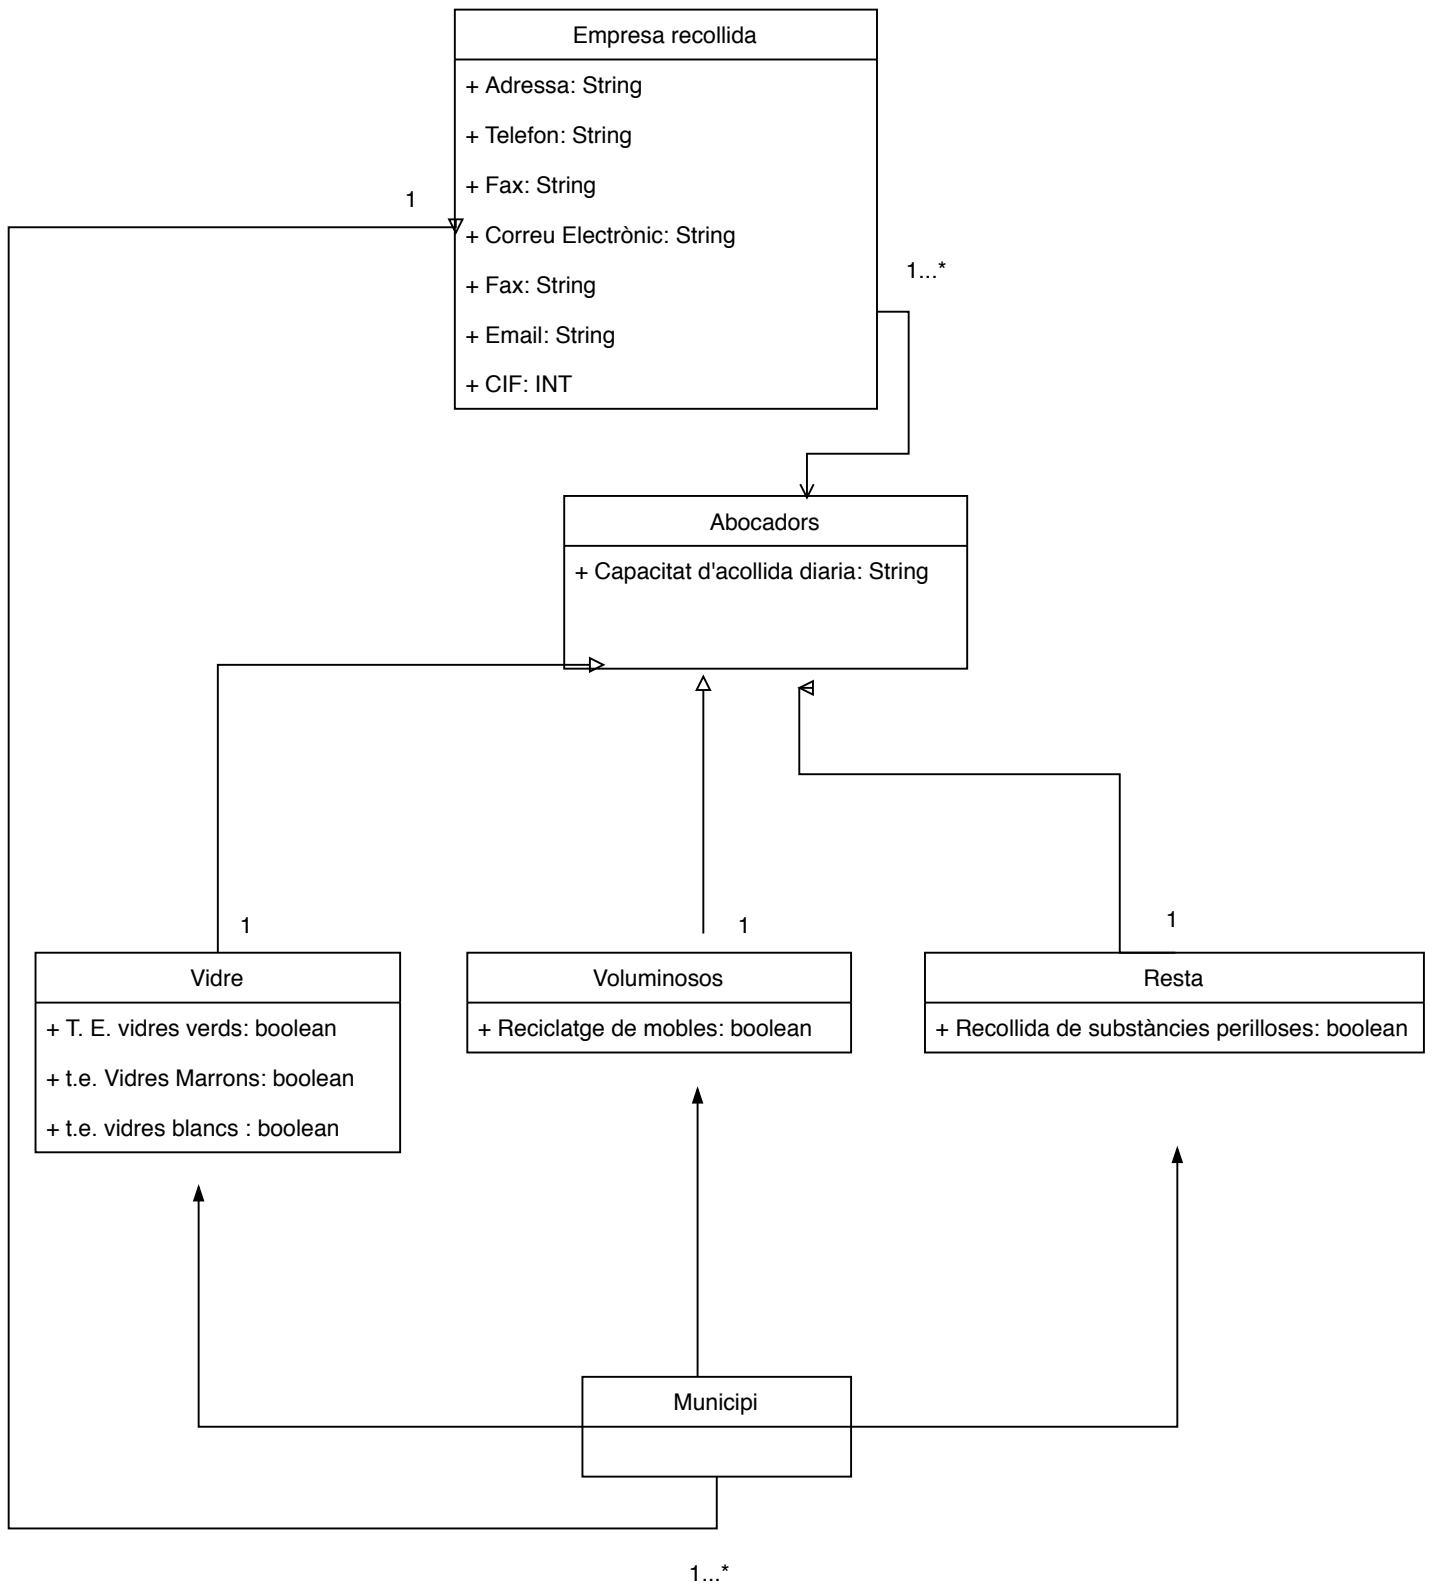 Empresa recollida
+ Adressa: String
+ Telefon: String
+ Fax: String
1
+ Correu Electrònic: String
1...*
+ Fax: String
+ Email: String
+ CIF: INT
Abocadors
+ Capacitat d'acollida diaria: String
1
1
1
Vidre
+ T. E. vidres verds: boolean
+ t.e. Vidres Marrons: boolean
+ t.e. vidres blancs : boolean
Voluminosos
+ Reciclatge de mobles: boolean
Resta
+ Recollida de substàncies perilloses: boolean
Municipi
1...*